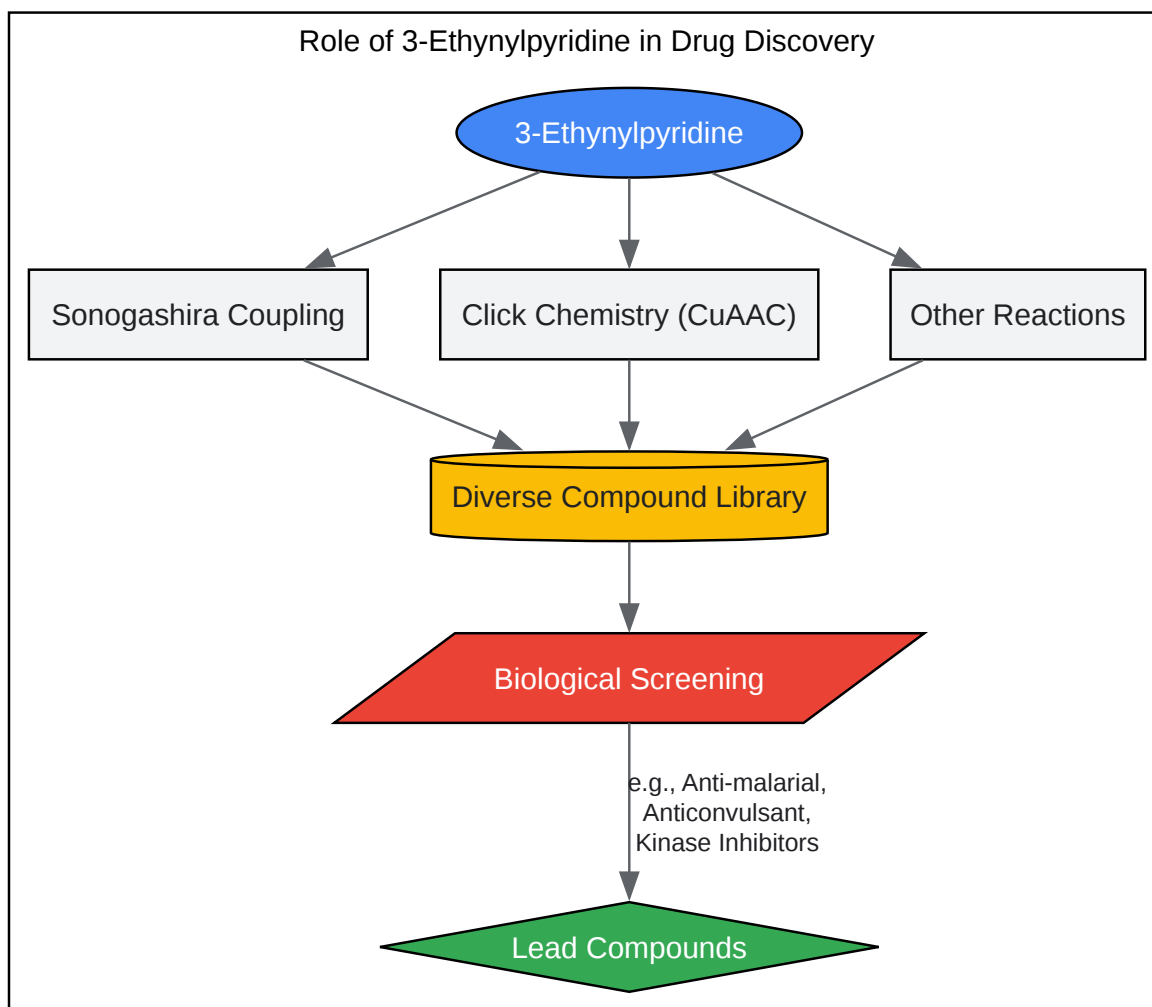 Role of 3-Ethynylpyridine in Drug Discovery
3-Ethynylpyridine
Sonogashira Coupling
Click Chemistry (CuAAC)
Other Reactions
Diverse Compound Library
Biological Screening
e.g., Anti-malarial,
Anticonvulsant,
Kinase Inhibitors
Lead Compounds